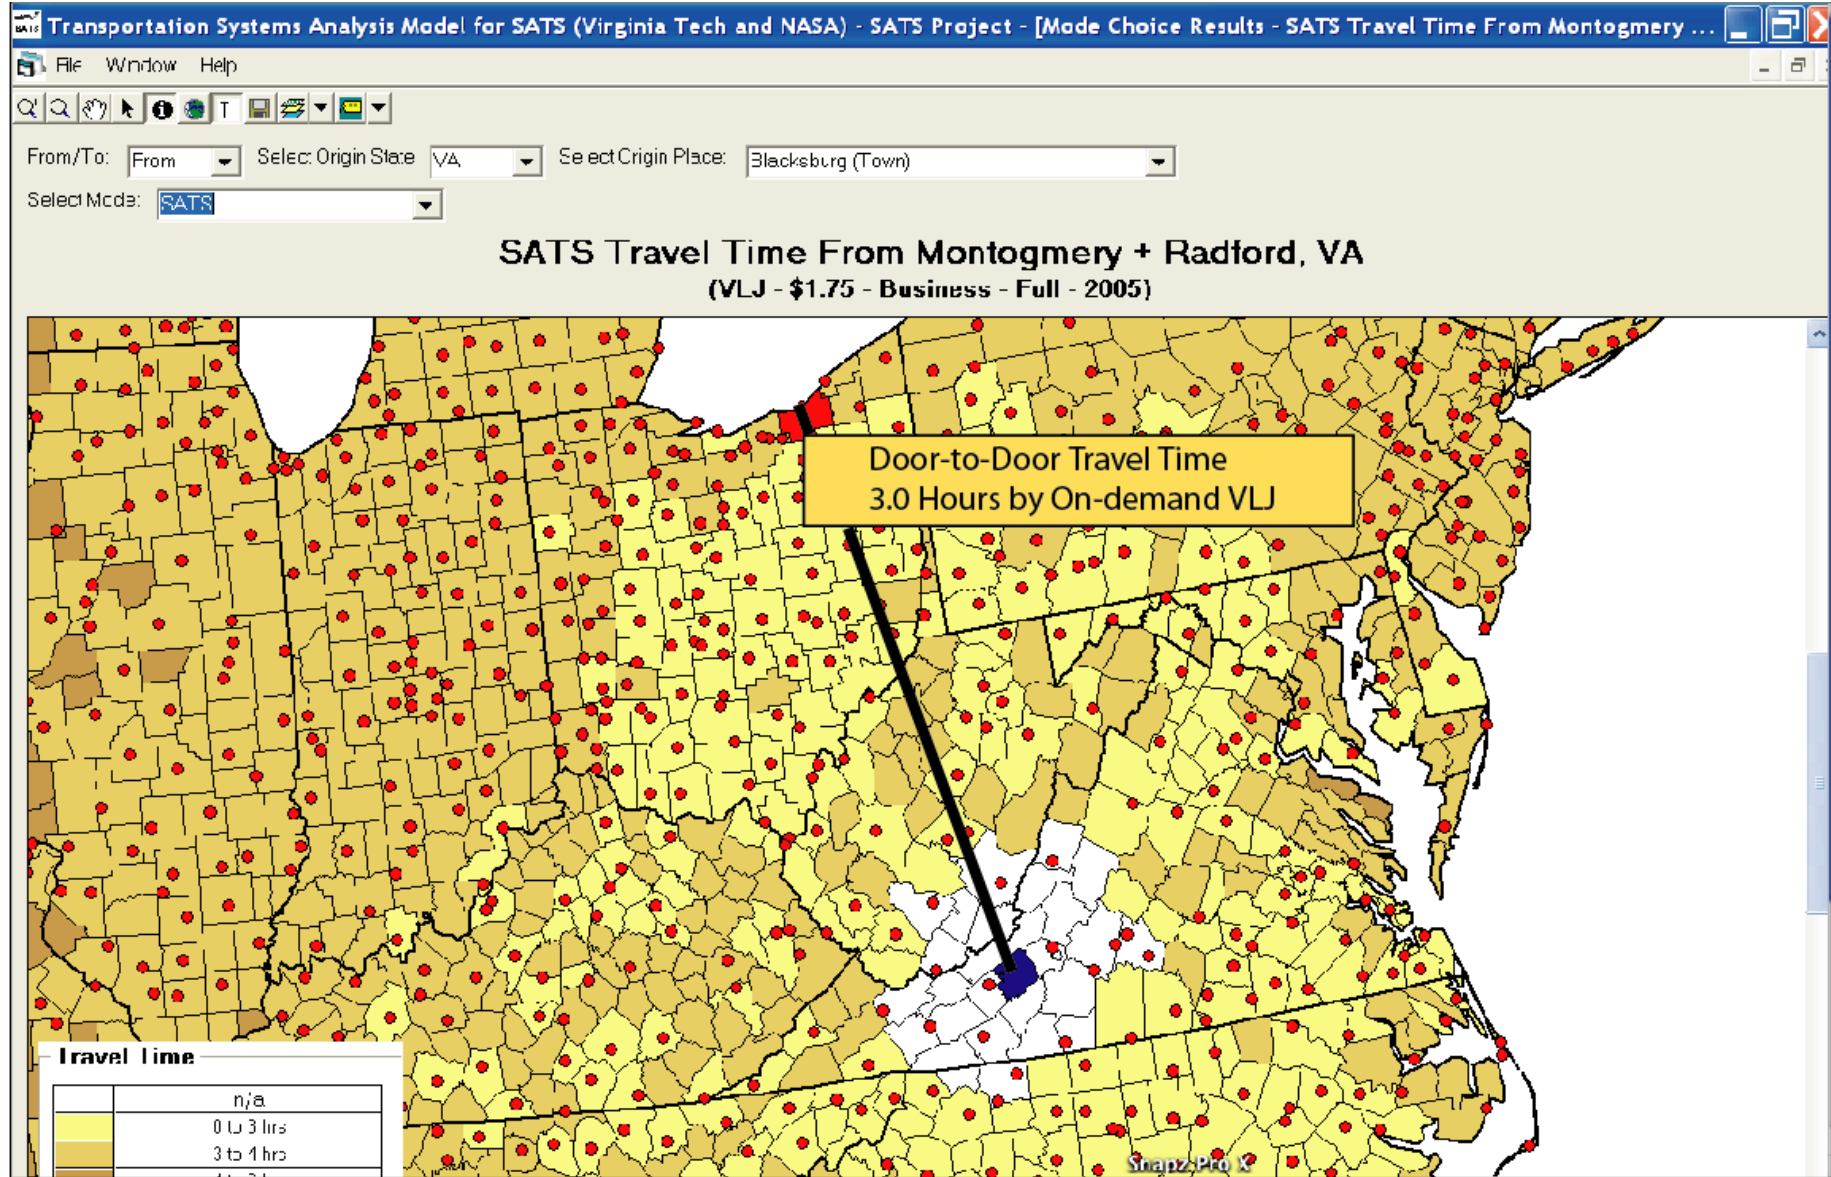 Transportation Systems Analysis Model for SATS (Virginia Tech and NASA) - SATS Project - [Mode Choice Results - SATS Travel Time From Montogmery ...
File Window Help
From/To: From Select Origin State VA Select Origin Place: Blacksburg (Town)
Select Mode: SATS
SATS Travel Time From Montogmery + Radford, VA
(VLJ - $1.75 - Business - Full - 2005)
Door-to-Door Travel Time
3.0 Hours by On-demand VLJ
Travel Time
n/a
0 to 3 hrs
3 to 4 hrs
Snapz Pro X